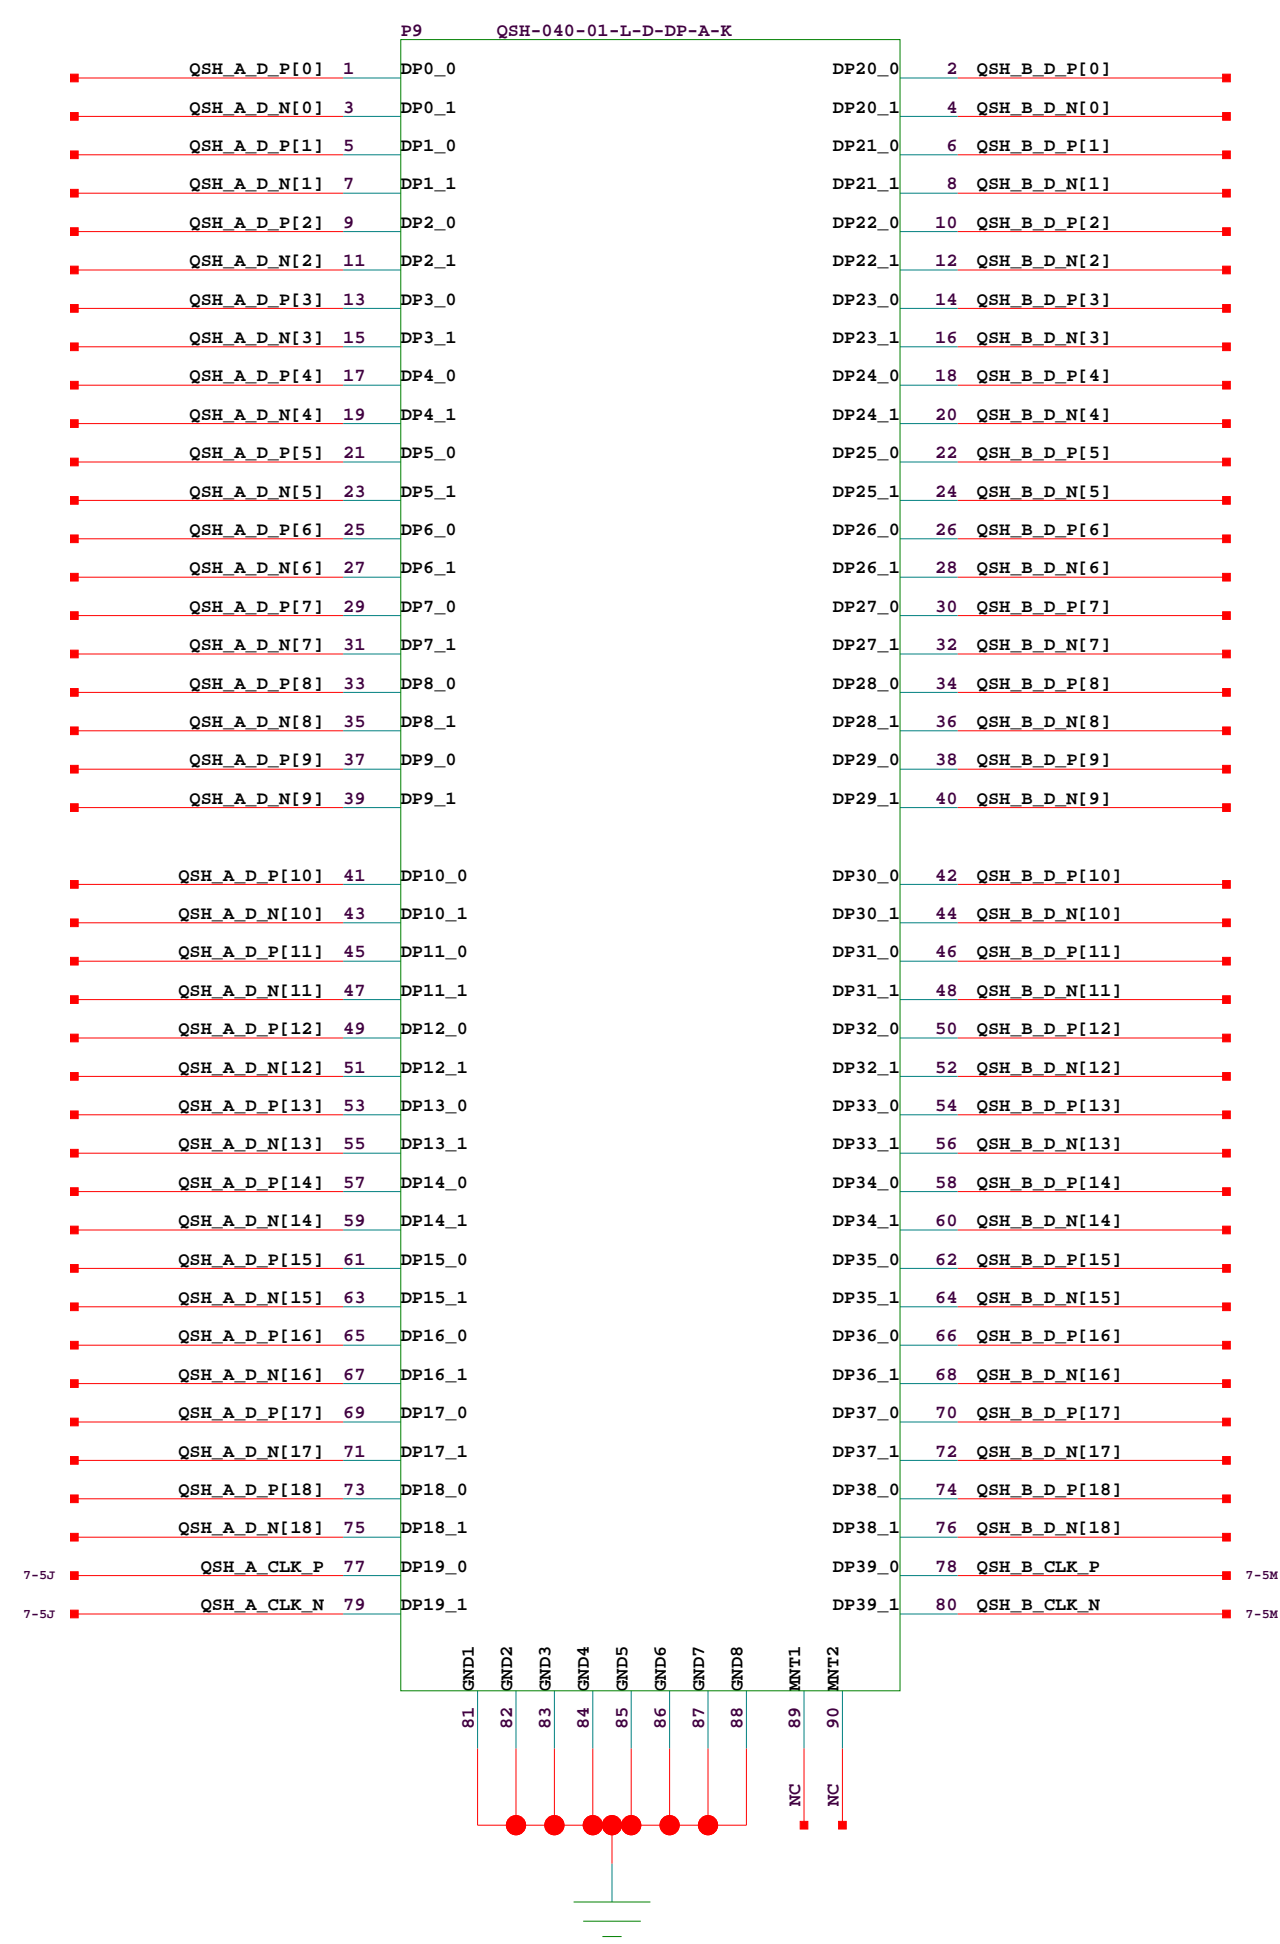 P9 QSH-040-01-L-D-DP-A-K
QSH_A_D_P[0] 1 DP0_0 DP20_0 2 QSH_B_D_P[0]
QSH_A_D_N[0] 3 DP0_1 DP20_1 4 QSH_B_D_N[0]
QSH_A_D_P[1] 5 DP1_0 DP21_0 6 QSH_B_D_P[1]
QSH_A_D_N[1] 7 DP1_1 DP21_1 8 QSH_B_D_N[1]
QSH_A_D_P[2] 9 DP2_0 DP22_0 10 QSH_B_D_P[2]
QSH_A_D_N[2] 11 DP2_1 DP22_1 12 QSH_B_D_N[2]
QSH_A_D_P[3] 13 DP3_0 DP23_0 14 QSH_B_D_P[3]
QSH_A_D_N[3] 15 DP3_1 DP23_1 16 QSH_B_D_N[3]
QSH_A_D_P[4] 17 DP4_0 DP24_0 18 QSH_B_D_P[4]
QSH_A_D_N[4] 19 DP4_1 DP24_1 20 QSH_B_D_N[4]
QSH_A_D_P[5] 21 DP5_0 DP25_0 22 QSH_B_D_P[5]
QSH_A_D_N[5] 23 DP5_1 DP25_1 24 QSH_B_D_N[5]
QSH_A_D_P[6] 25 DP6_0 DP26_0 26 QSH_B_D_P[6]
QSH_A_D_N[6] 27 DP6_1 DP26_1 28 QSH_B_D_N[6]
QSH_A_D_P[7] 29 DP7_0 DP27_0 30 QSH_B_D_P[7]
QSH_A_D_N[7] 31 DP7_1 DP27_1 32 QSH_B_D_N[7]
QSH_A_D_P[8] 33 DP8_0 DP28_0 34 QSH_B_D_P[8]
QSH_A_D_N[8] 35 DP8_1 DP28_1 36 QSH_B_D_N[8]
QSH_A_D_P[9] 37 DP9_0 DP29_0 38 QSH_B_D_P[9]
QSH_A_D_N[9] 39 DP9_1 DP29_1 40 QSH_B_D_N[9]
QSH_A_D_P[10] 41 DP10_0 DP30_0 42 QSH_B_D_P[10]
QSH_A_D_N[10] 43 DP10_1 DP30_1 44 QSH_B_D_N[10]
QSH_A_D_P[11] 45 DP11_0 DP31_0 46 QSH_B_D_P[11]
QSH_A_D_N[11] 47 DP11_1 DP31_1 48 QSH_B_D_N[11]
QSH_A_D_P[12] 49 DP12_0 DP32_0 50 QSH_B_D_P[12]
QSH_A_D_N[12] 51 DP12_1 DP32_1 52 QSH_B_D_N[12]
QSH_A_D_P[13] 53 DP13_0 DP33_0 54 QSH_B_D_P[13]
QSH_A_D_N[13] 55 DP13_1 DP33_1 56 QSH_B_D_N[13]
QSH_A_D_P[14] 57 DP14_0 DP34_0 58 QSH_B_D_P[14]
QSH_A_D_N[14] 59 DP14_1 DP34_1 60 QSH_B_D_N[14]
QSH_A_D_P[15] 61 DP15_0 DP35_0 62 QSH_B_D_P[15]
QSH_A_D_N[15] 63 DP15_1 DP35_1 64 QSH_B_D_N[15]
QSH_A_D_P[16] 65 DP16_0 DP36_0 66 QSH_B_D_P[16]
QSH_A_D_N[16] 67 DP16_1 DP36_1 68 QSH_B_D_N[16]
QSH_A_D_P[17] 69 DP17_0 DP37_0 70 QSH_B_D_P[17]
QSH_A_D_N[17] 71 DP17_1 DP37_1 72 QSH_B_D_N[17]
QSH_A_D_P[18] 73 DP18_0 DP38_0 74 QSH_B_D_P[18]
QSH_A_D_N[18] 75 DP18_1 DP38_1 76 QSH_B_D_N[18]
7-5J QSH_A_CLK_P 77 DP19_0 DP39_0 78 QSH_B_CLK_P 7-5M
7-5J QSH_A_CLK_N 79 DP19_1 DP39_1 80 QSH_B_CLK_N 7-5M
GND1 GND2 GND3 GND4 GND5 GND6 GND7 GND8 MNT1 MNT2
81 82 83 84 85 86 87 88 89 90
NC NC